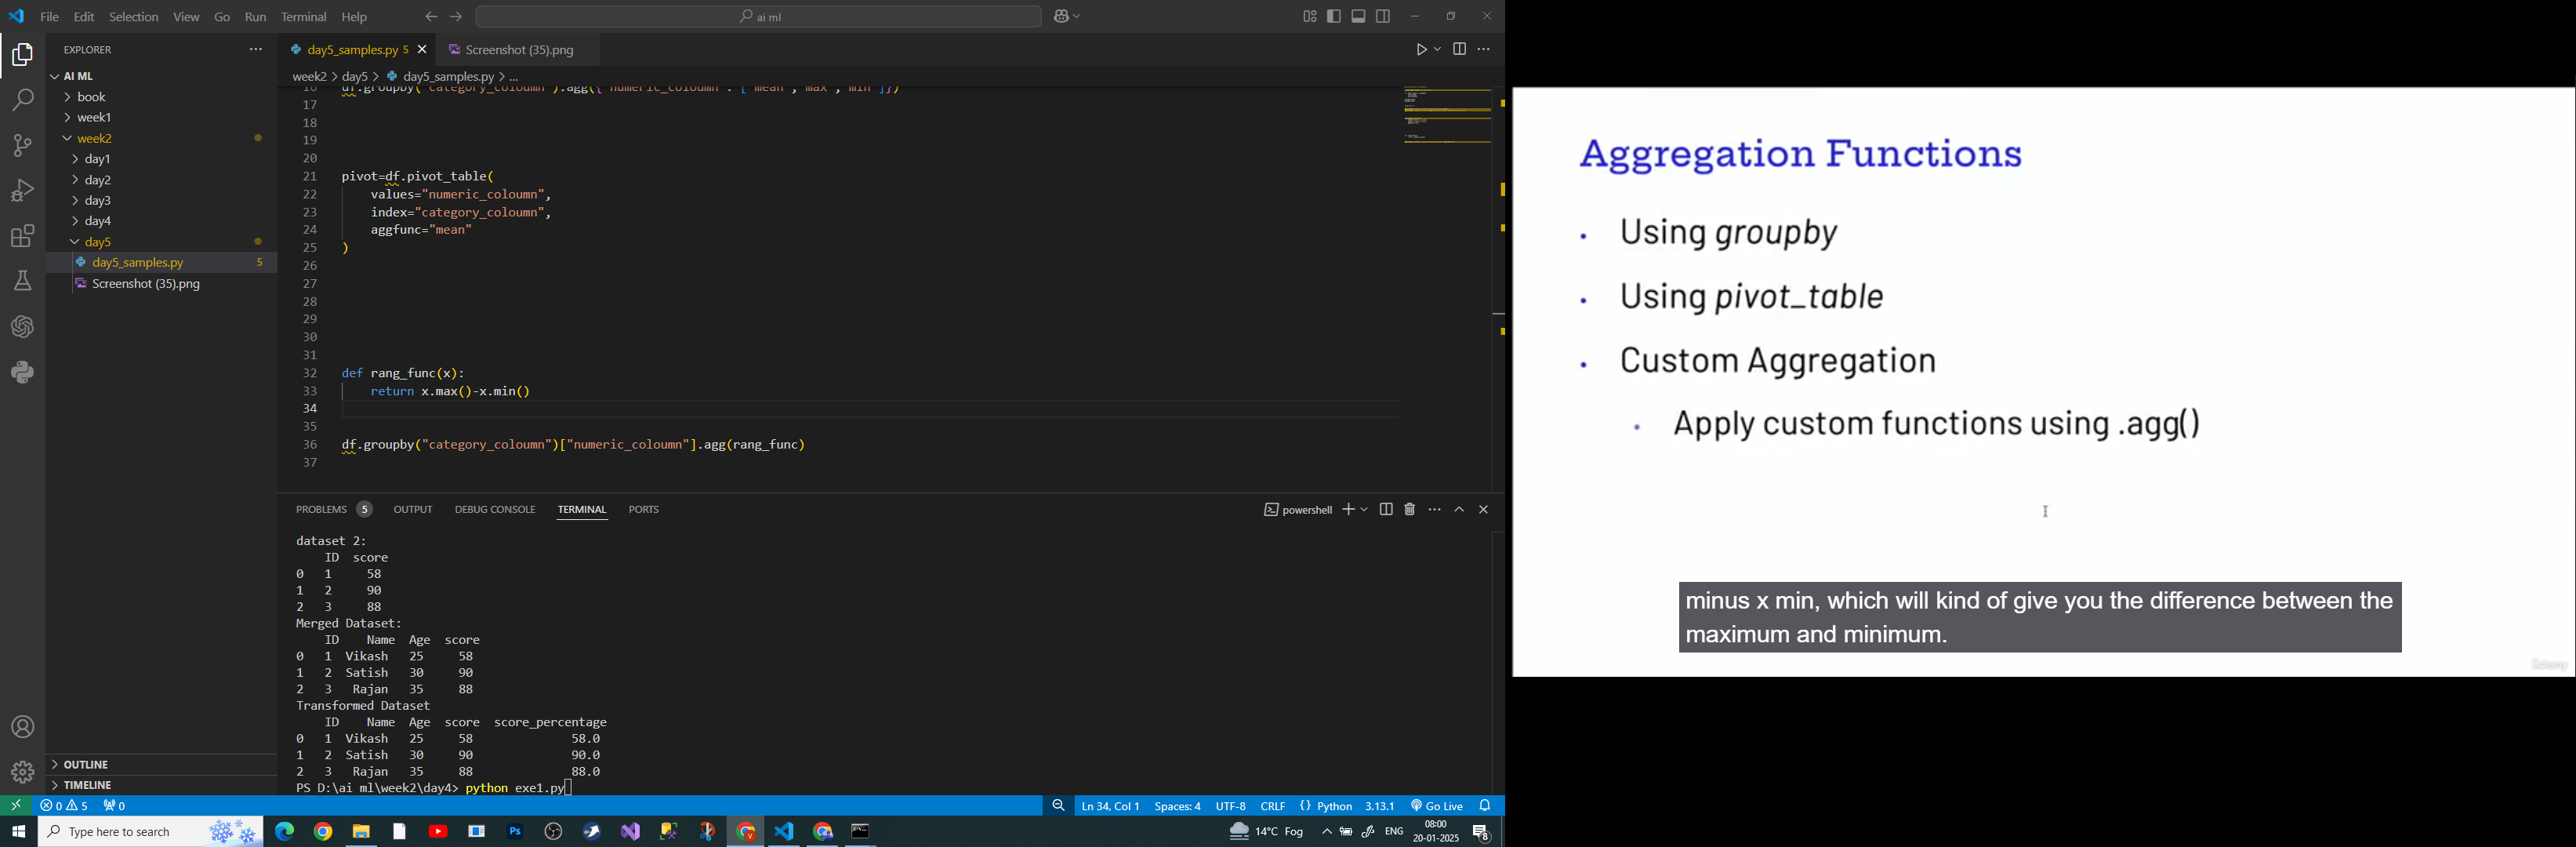 File Edit Selection View Go Run Terminal Help
ai ml
EXPLORER
AI ML
book
week1
week2
day1
day2
day3
day4
day5
day5_samples.py 5
Screenshot (35).png
OUTLINE
TIMELINE
day5_samples.py 5
Screenshot (35).png
week2 > day5 > day5_samples.py > ...
16 df.groupby("category_coloumn").agg({"numeric_coloumn": ["mean","max","min"]})
17
18
19
20
21 pivot=df.pivot_table(
22 values="numeric_coloumn",
23 index="category_coloumn",
24 aggfunc="mean"
25 )
26
27
28
29
30
31
32 def rang_func(x):
33 return x.max()-x.min()
34
35
36 df.groupby("category_coloumn")["numeric_coloumn"].agg(rang_func)
37
PROBLEMS 5 OUTPUT DEBUG CONSOLE TERMINAL PORTS
powershell
dataset 2:
ID score
0 1 58
1 2 90
2 3 88
Merged Dataset:
ID Name Age score
0 1 Vikash 25 58
1 2 Satish 30 90
2 3 Rajan 35 88
Transformed Dataset
ID Name Age score score_percentage
0 1 Vikash 25 58 58.0
1 2 Satish 30 90 90.0
2 3 Rajan 35 88 88.0
PS D:\ai ml\week2\day4> python exe1.py
0 5 0
Ln 34, Col 1 Spaces: 4 UTF-8 CRLF {} Python 3.13.1 Go Live
Type here to search
Ps
14°C Fog
ENG
08:00
20-01-2025
8
Aggregation Functions
• Using groupby
• Using pivot_table
• Custom Aggregation
• Apply custom functions using .agg()
minus x min, which will kind of give you the difference between the
maximum and minimum.
Udemy